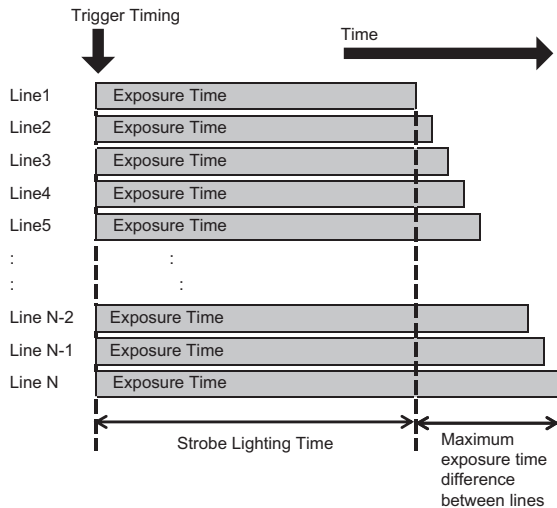 Trigger Timing
Time
Line1 Exposure Time
Line2 Exposure Time
Line3 Exposure Time
Line4 Exposure Time
Line5 Exposure Time
: :
: :
Line N-2 Exposure Time
Line N-1 Exposure Time
Line N Exposure Time
Strobe Lighting Time
Maximum
exposure time
difference
between lines